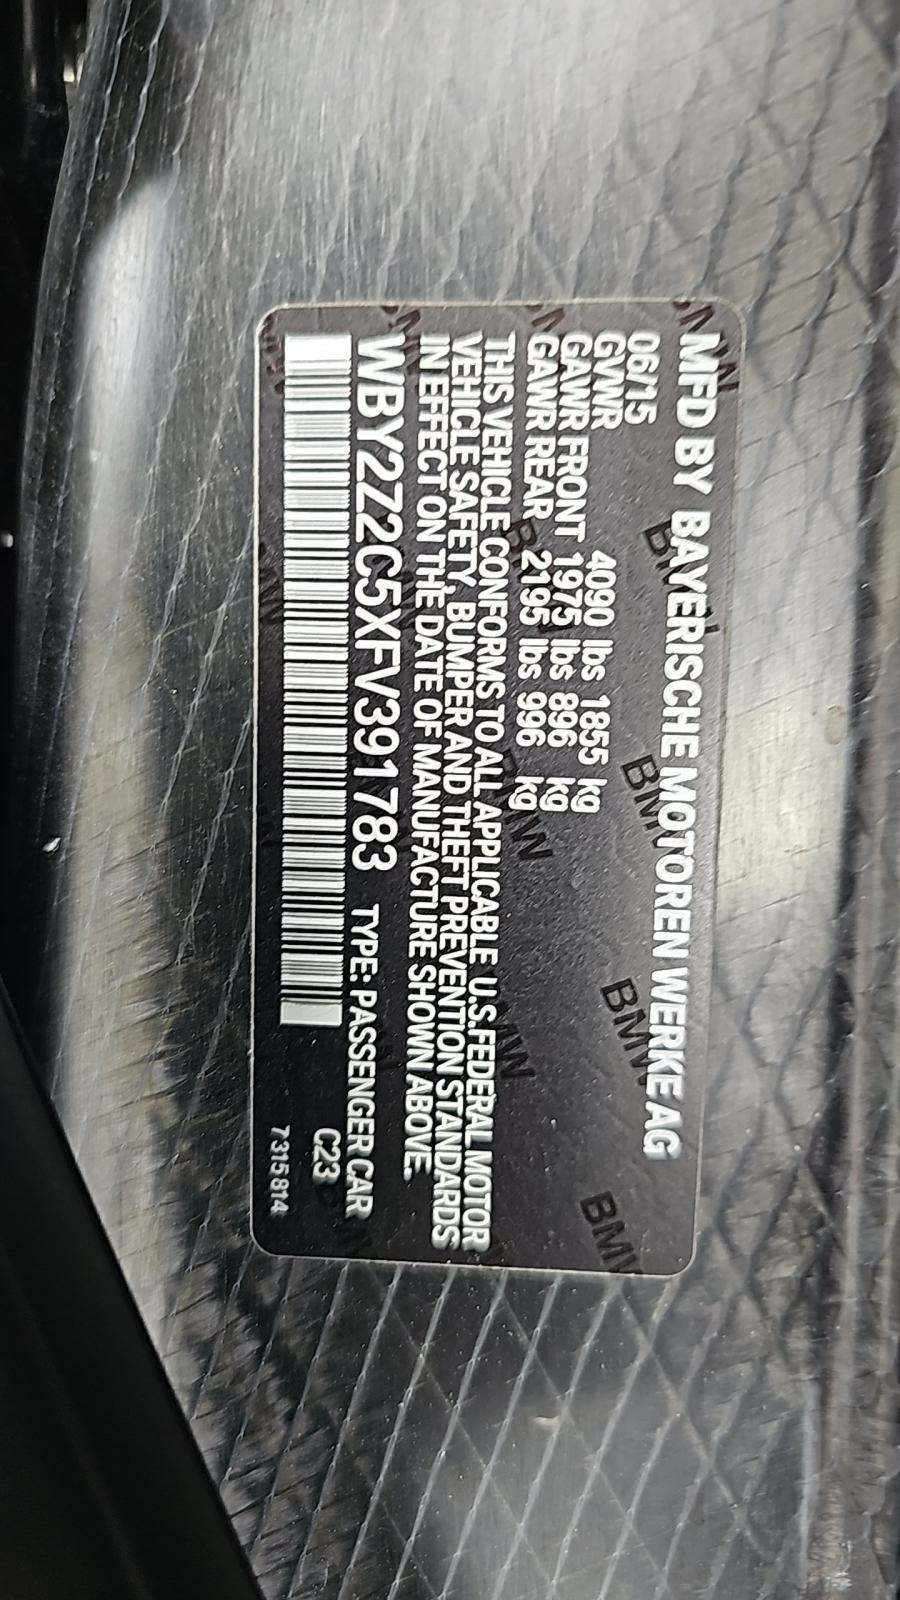 MFD BY BAYERISCHE MOTOREN WERKE AG
06/15
GVWR 4090 lbs 1855 kg
GAWR FRONT 1975 lbs 896 kg
GAWR REAR 2195 lbs 996 kg
THIS VEHICLE CONFORMS TO ALL APPLICABLE U.S.FEDERAL MOTOR
VEHICLE SAFETY, BUMPER AND THEFT PREVENTION STANDARDS
IN EFFECT ON THE DATE OF MANUFACTURE SHOWN ABOVE.
WBY2Z2C5XFV391783 TYPE: PASSENGER CAR
C23
7315814